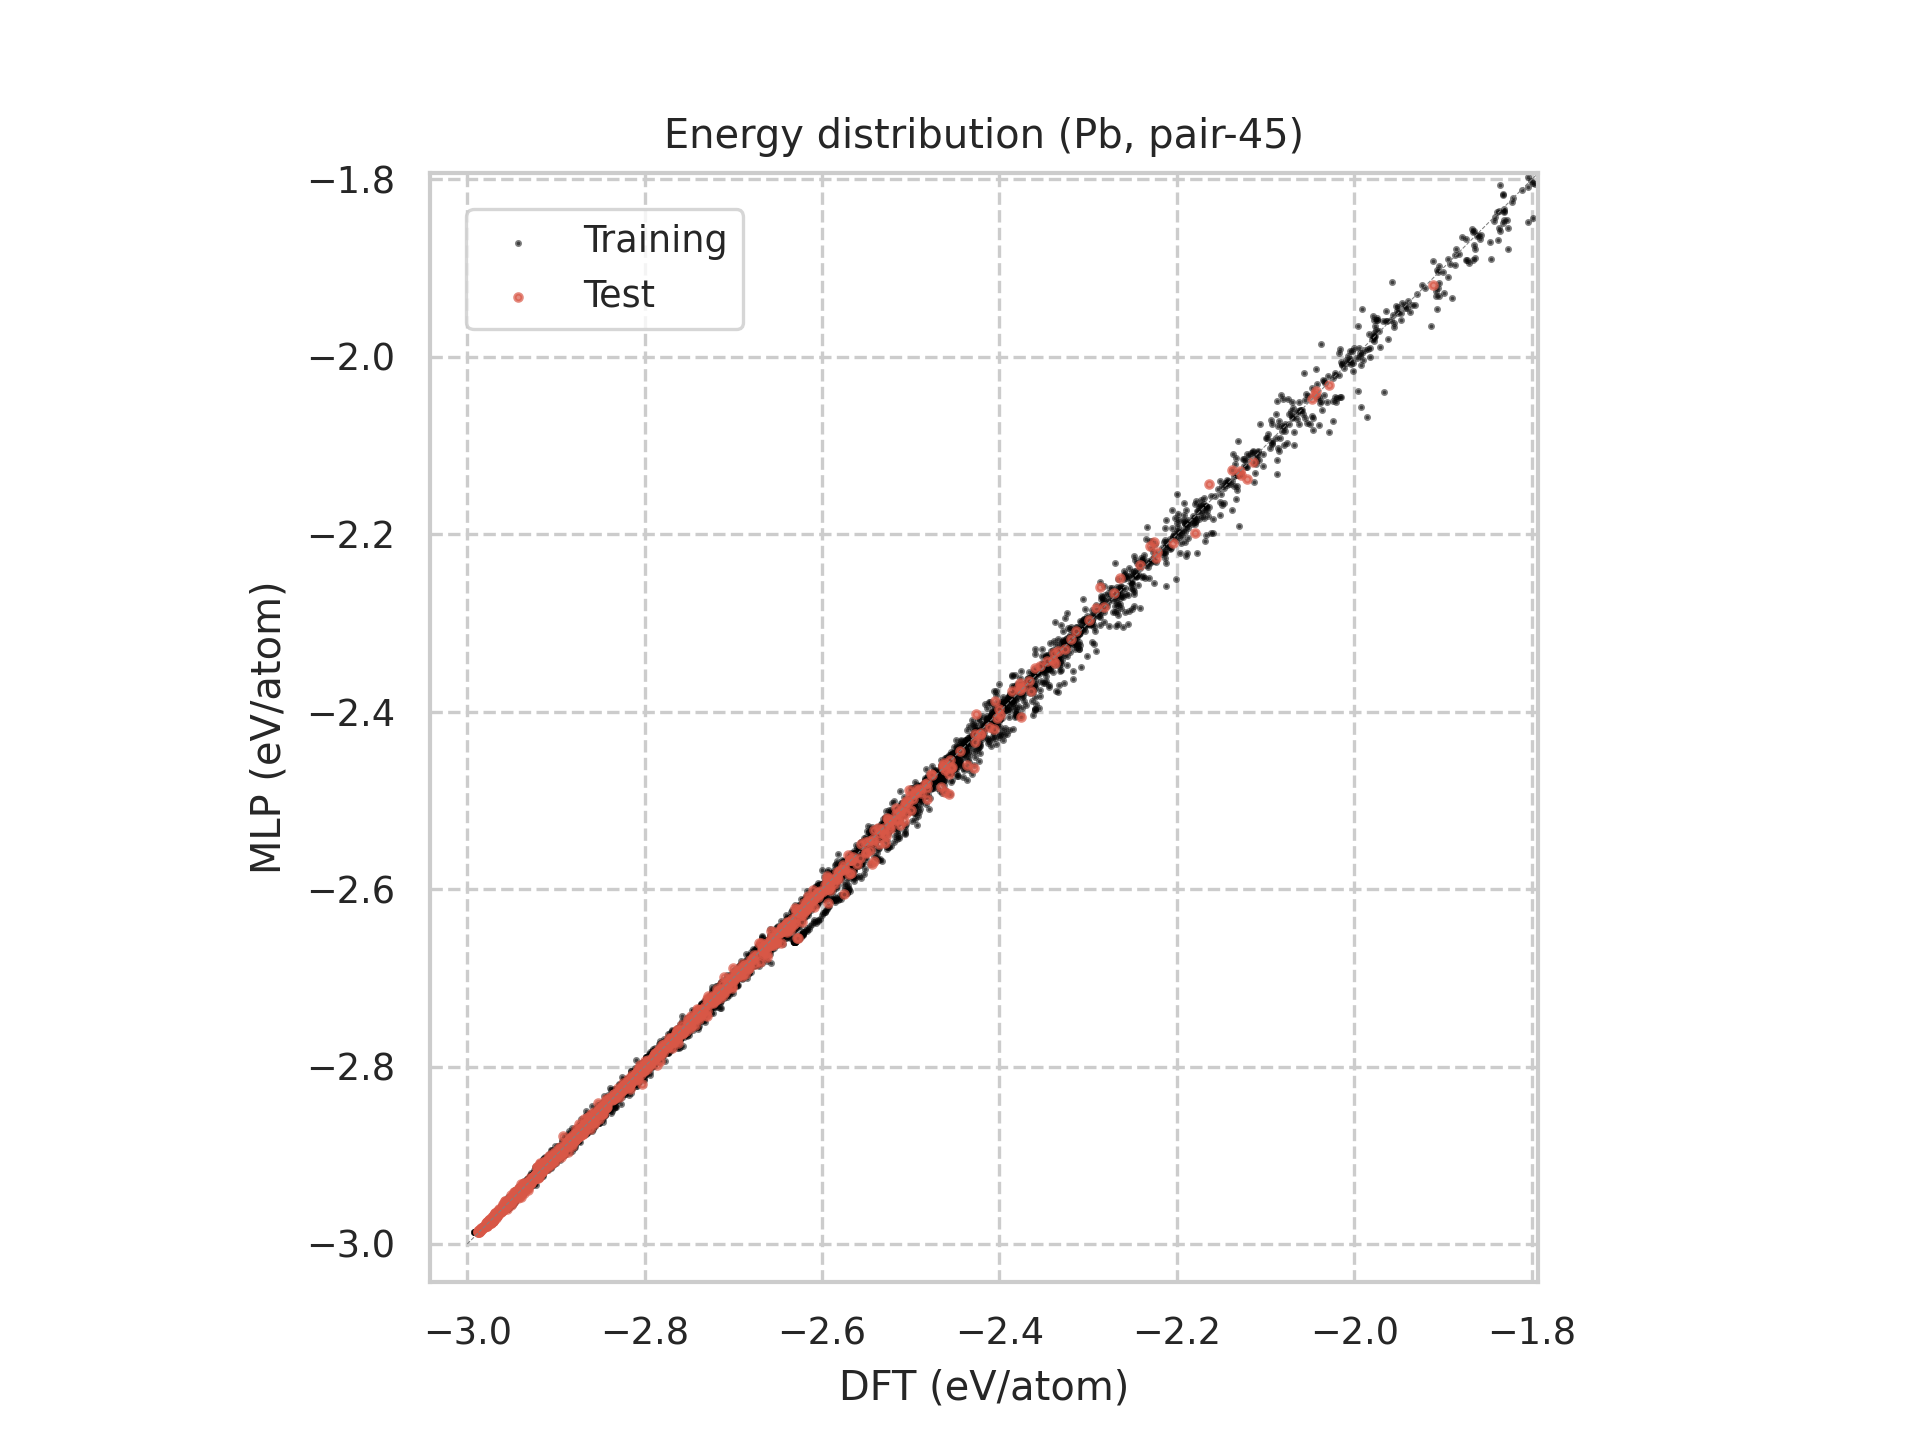 Energy distribution (Pb, pair-45)
Training
Test
−1.8
−2.0
−2.2
−2.4
−2.6
−2.8
−3.0
MLP (eV/atom)
−3.0 −2.8 −2.6 −2.4 −2.2 −2.0 −1.8
DFT (eV/atom)